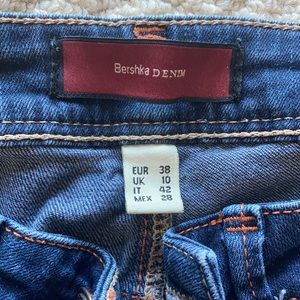 Bershka DENIM
EUR 38
UK 10
IT 42
MEX 28